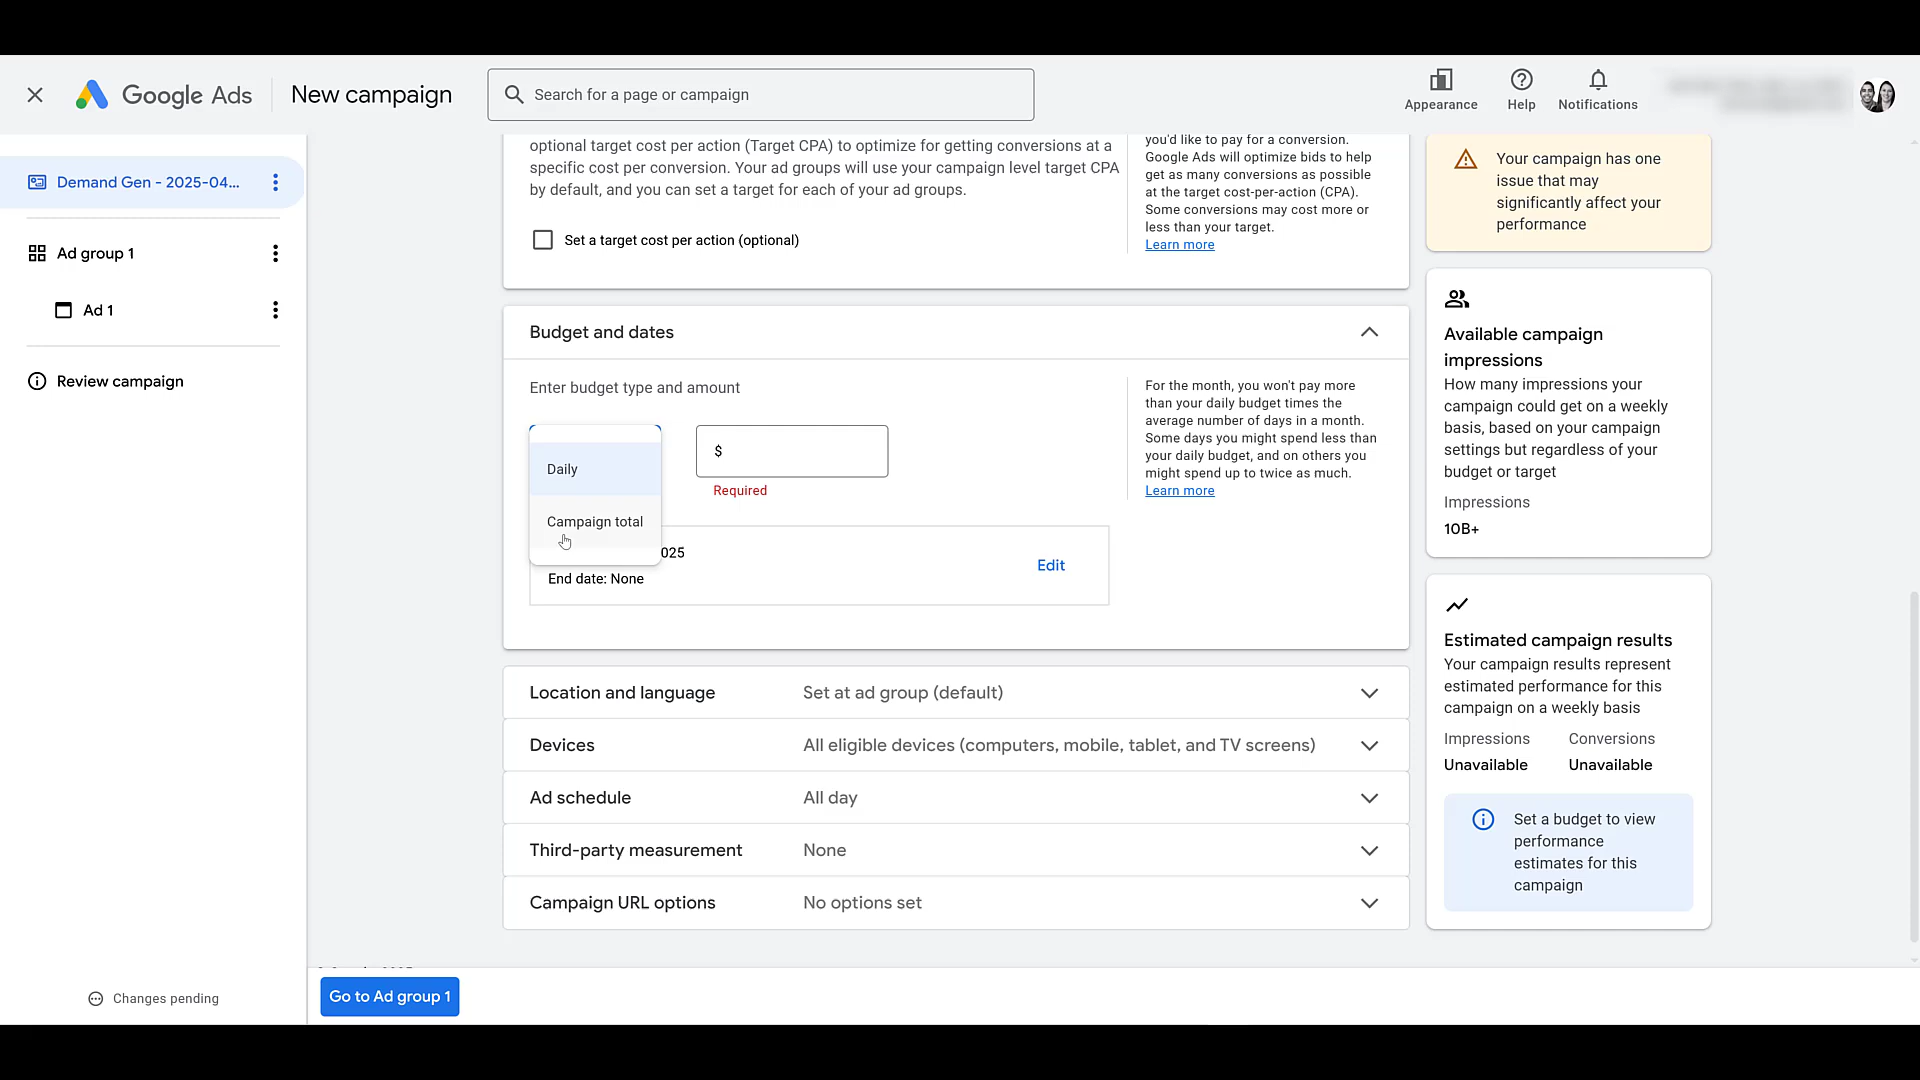 Google Ads
New campaign
Search for a page or campaign
Appearance
Help
Notifications
Demand Gen - 2025-04...
Ad group 1
Ad 1
Review campaign
Changes pending
optional target cost per action (Target CPA) to optimize for getting conversions at a
specific cost per conversion. Your ad groups will use your campaign level target CPA
by default, and you can set a target for each of your ad groups.
Set a target cost per action (optional)
you'd like to pay for a conversion.
Google Ads will optimize bids to help
get as many conversions as possible
at the target cost-per-action (CPA).
Some conversions may cost more or
less than your target.
Learn more
Budget and dates
Enter budget type and amount
Daily
Campaign total
$
Required
025
End date: None
Edit
For the month, you won't pay more
than your daily budget times the
average number of days in a month.
Some days you might spend less than
your daily budget, and on others you
might spend up to twice as much.
Learn more
Location and language
Set at ad group (default)
Devices
All eligible devices (computers, mobile, tablet, and TV screens)
Ad schedule
All day
Third-party measurement
None
Campaign URL options
No options set
Go to Ad group 1
Your campaign has one
issue that may
significantly affect your
performance
Available campaign
impressions
How many impressions your
campaign could get on a weekly
basis, based on your campaign
settings but regardless of your
budget or target
Impressions
10B+
Estimated campaign results
Your campaign results represent
estimated performance for this
campaign on a weekly basis
Impressions
Conversions
Unavailable
Unavailable
Set a budget to view
performance
estimates for this
campaign